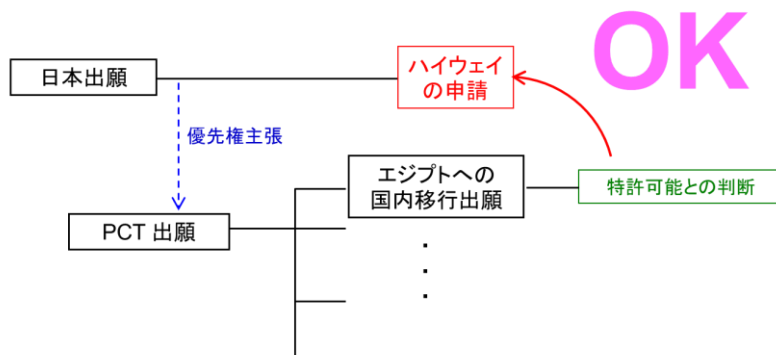 OK
ハイウェイ
の申請
日本出願
優先権主張
エジプトへの
国内移行出願
特許可能との判断
PCT 出願